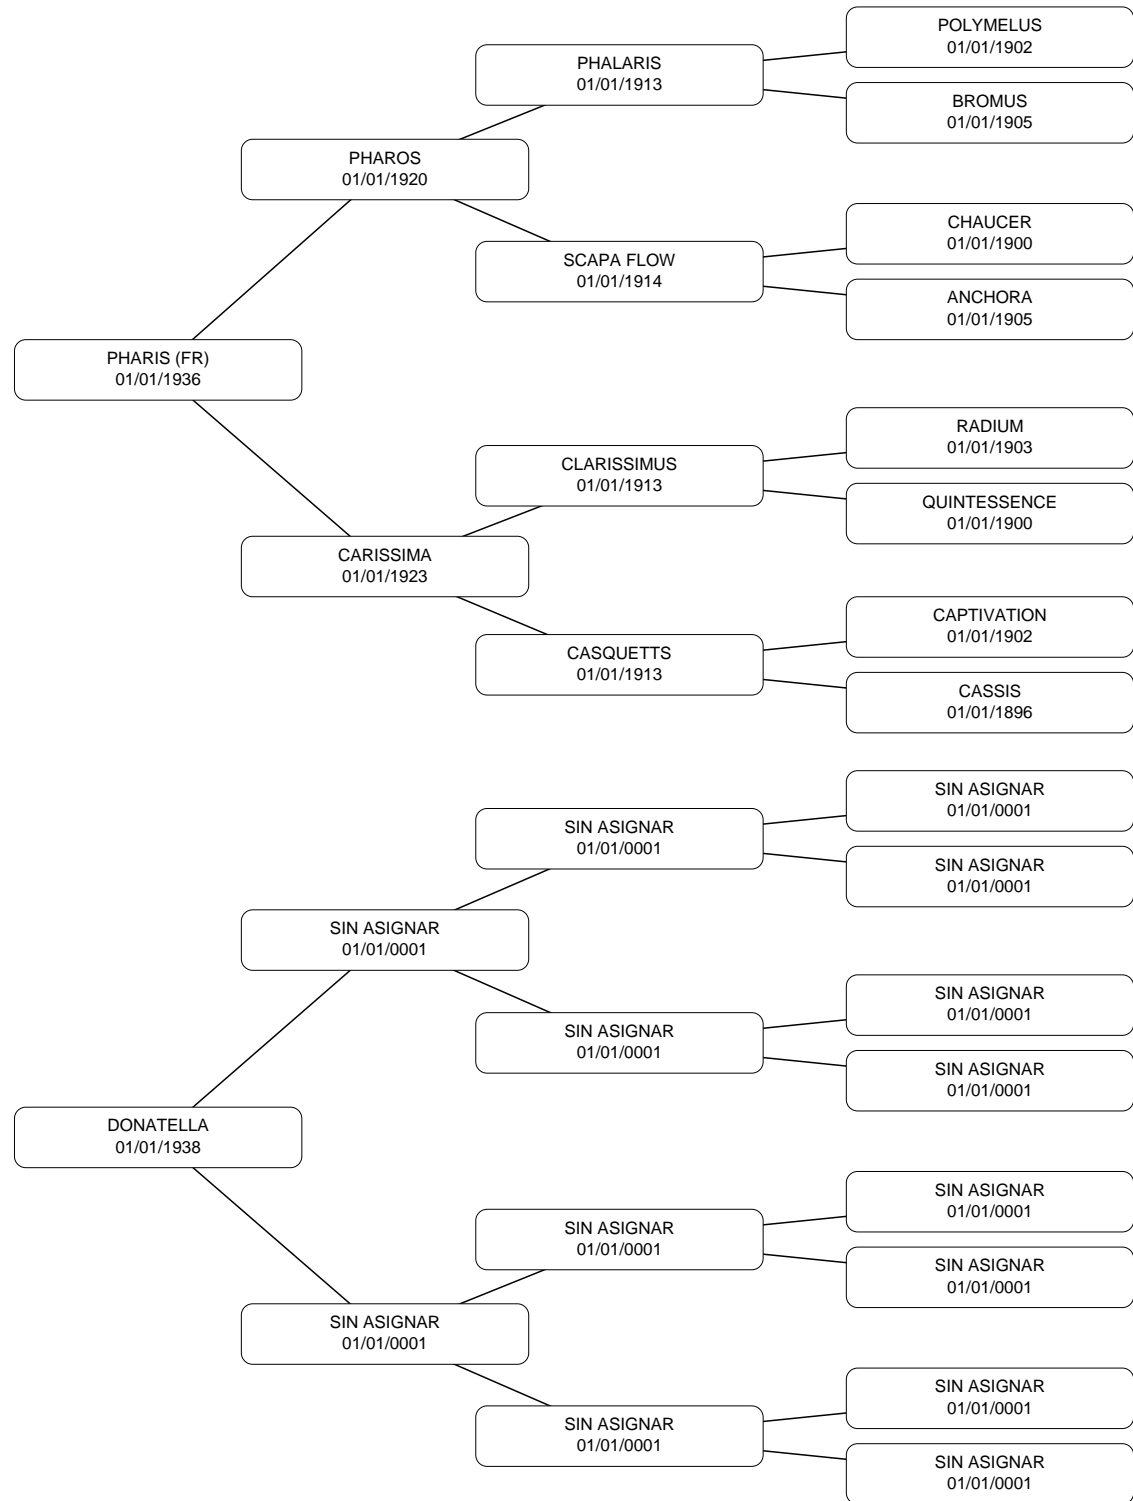 POLYMELUS
01/01/1902
PHALARIS
01/01/1913
BROMUS
01/01/1905
PHAROS
01/01/1920
CHAUCER
01/01/1900
SCAPA FLOW
01/01/1914
ANCHORA
01/01/1905
PHARIS (FR)
01/01/1936
RADIUM
01/01/1903
CLARISSIMUS
01/01/1913
QUINTESSENCE
01/01/1900
CARISSIMA
01/01/1923
CAPTIVATION
01/01/1902
CASQUETTS
01/01/1913
CASSIS
01/01/1896
SIN ASIGNAR
01/01/0001
SIN ASIGNAR
01/01/0001
SIN ASIGNAR
01/01/0001
SIN ASIGNAR
01/01/0001
SIN ASIGNAR
01/01/0001
SIN ASIGNAR
01/01/0001
SIN ASIGNAR
01/01/0001
DONATELLA
01/01/1938
SIN ASIGNAR
01/01/0001
SIN ASIGNAR
01/01/0001
SIN ASIGNAR
01/01/0001
SIN ASIGNAR
01/01/0001
SIN ASIGNAR
01/01/0001
SIN ASIGNAR
01/01/0001
SIN ASIGNAR
01/01/0001